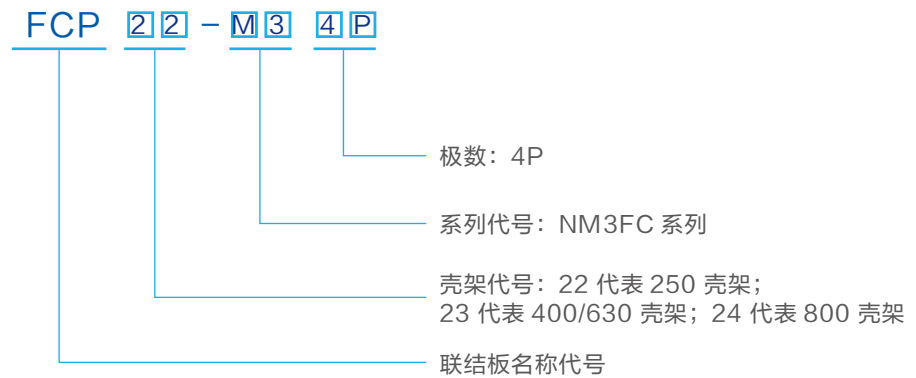 FCP 22-M3 4P
极数：4P
系列代号：NM3FC 系列
壳架代号：22 代表 250 壳架；
23 代表 400/630 壳架；24 代表 800 壳架
联结板名称代号